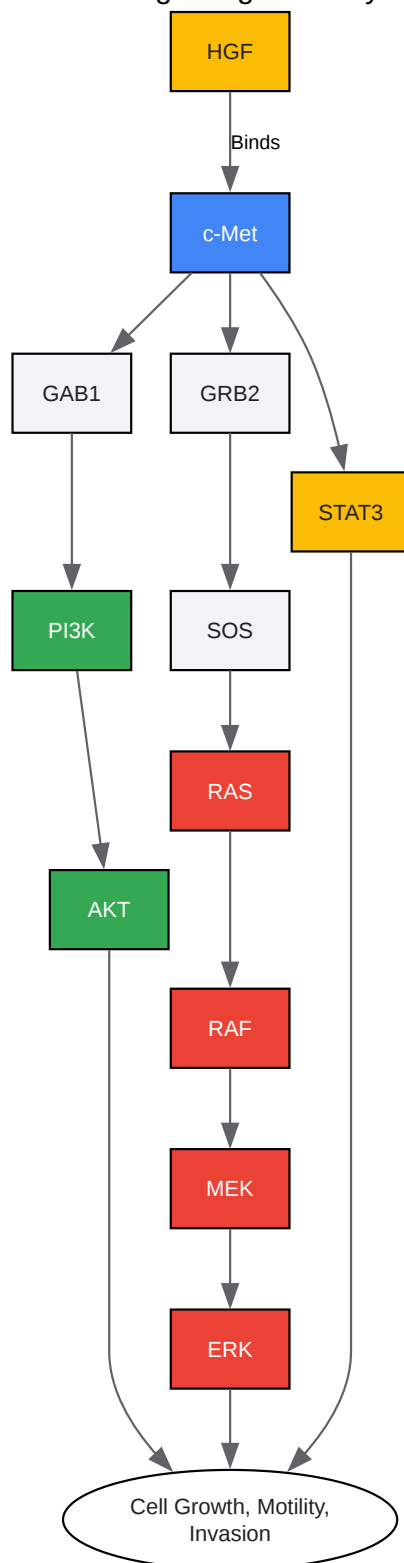 HGF
Binds
c-Met
GAB1
GRB2
STAT3
PI3K
SOS
RAS
AKT
RAF
MEK
ERK
Cell Growth, Motility,
Invasion